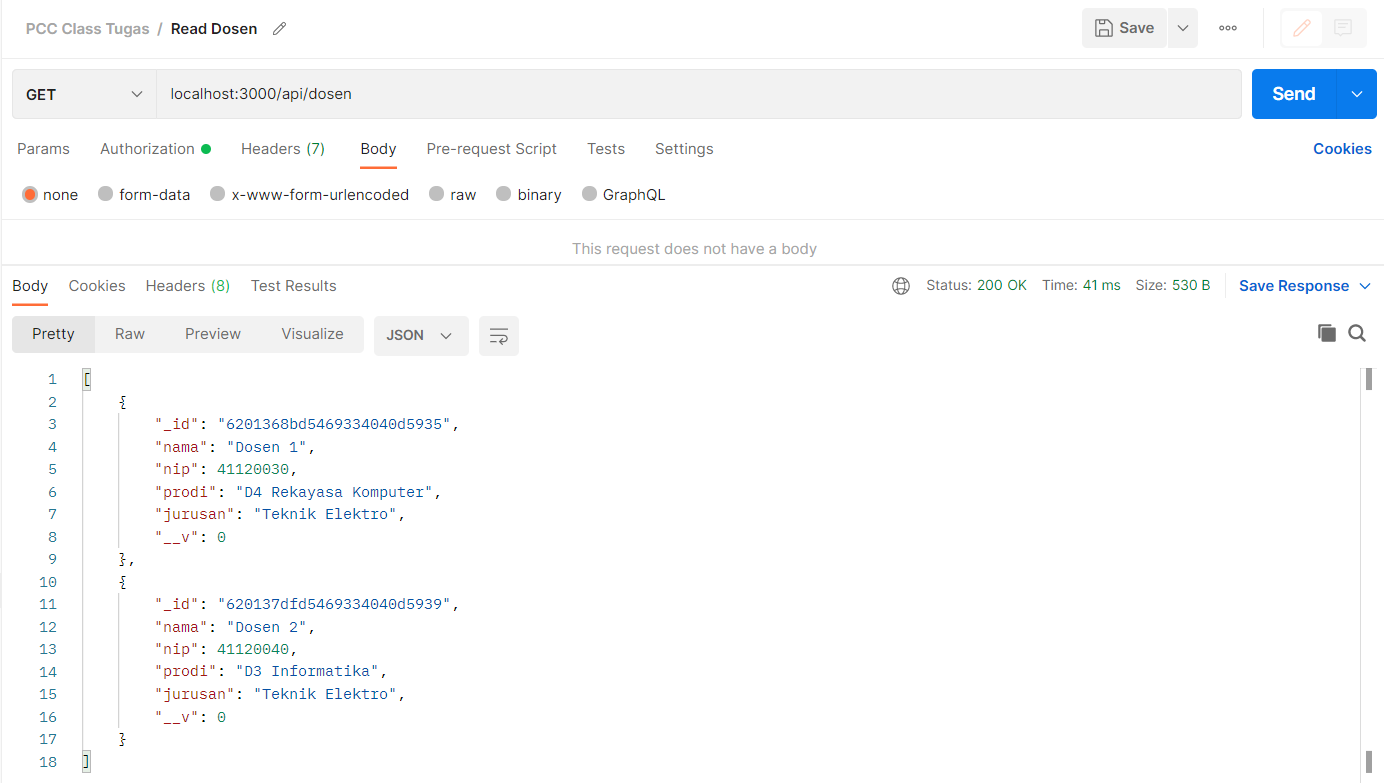 PCC Class Tugas / Read Dosen
Save
GET
localhost:3000/api/dosen
Send
Params
Authorization
Headers (7)
Body
Pre-request Script
Tests
Settings
Cookies
none
form-data
x-www-form-urlencoded
raw
binary
GraphQL
This request does not have a body
Body
Cookies
Headers (8)
Test Results
Status: 200 OK
Time: 41 ms
Size: 530 B
Save Response
Pretty
Raw
Preview
Visualize
JSON
1 [
2 {
3 "_id": "6201368bd5469334040d5935",
4 "nama": "Dosen 1",
5 "nip": 41120030,
6 "prodi": "D4 Rekayasa Komputer",
7 "jurusan": "Teknik Elektro",
8 "__v": 0
9 },
10 {
11 "_id": "620137dfd5469334040d5939",
12 "nama": "Dosen 2",
13 "nip": 41120040,
14 "prodi": "D3 Informatika",
15 "jurusan": "Teknik Elektro",
16 "__v": 0
17 }
18 ]